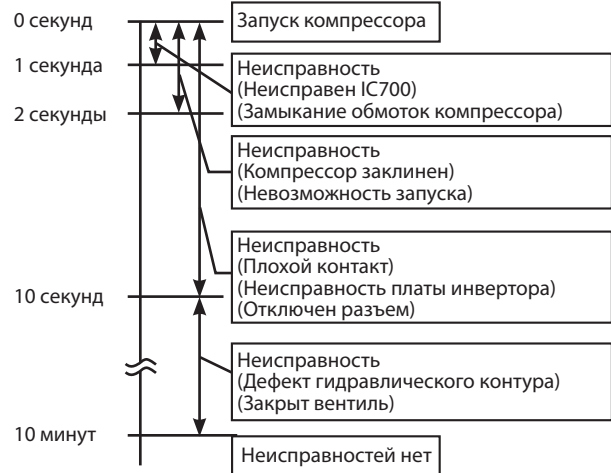 0 секунд
Запуск компрессора
1 секунда
Неисправность
(Неисправен IC700)
(Замыкание обмоток компрессора)
2 секунды
Неисправность
(Компрессор заклинен)
(Невозможность запуска)
Неисправность
(Плохой контакт)
(Неисправность платы инвертора)
(Отключен разъем)
10 секунд
Неисправность
(Дефект гидравлического контура)
(Закрыт вентиль)
10 минут
Неисправностей нет